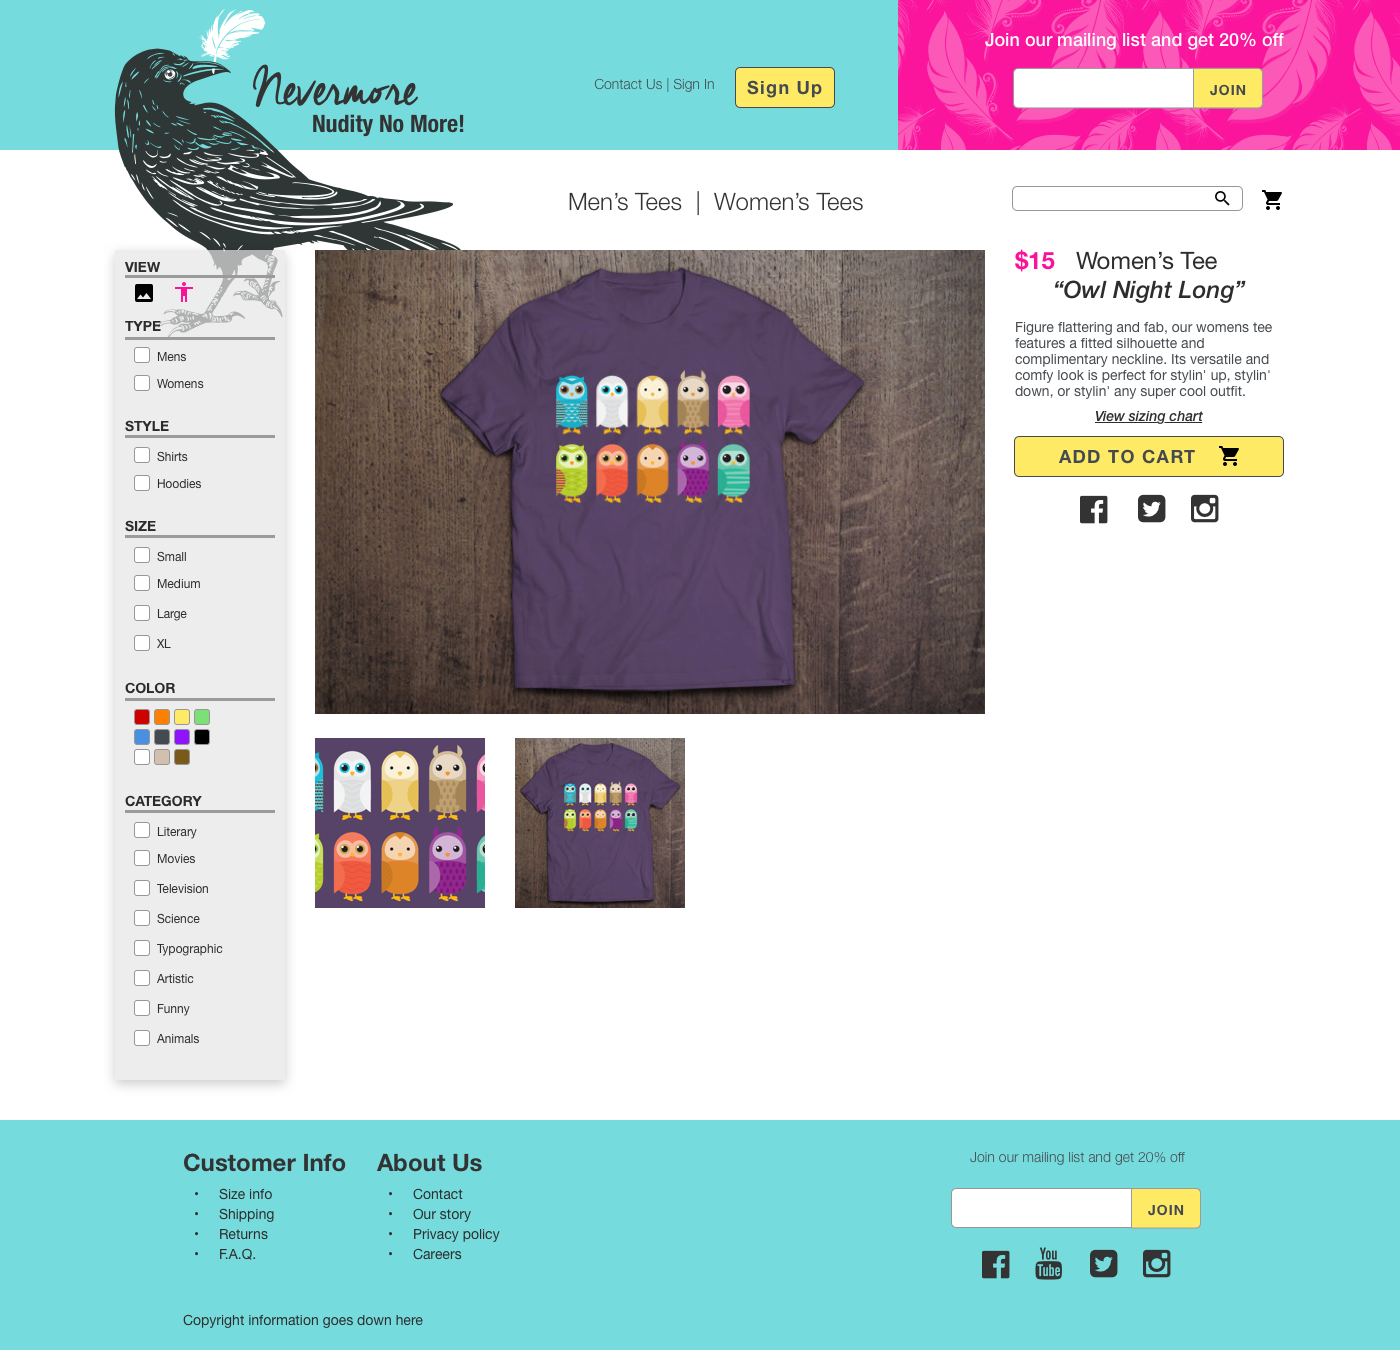 Join our mailing list and get 20% off
JOIN
Nevermore
Nudity No More!
Contact Us | Sign In
Sign Up
Men’s Tees | Women’s Tees
VIEW
TYPE
Mens
Womens
STYLE
Shirts
Hoodies
SIZE
Small
Medium
Large
XL
COLOR
CATEGORY
Literary
Movies
Television
Science
Typographic
Artistic
Funny
Animals
$15 Women’s Tee
“Owl Night Long”
Figure flattering and fab, our womens tee
features a fitted silhouette and
complimentary neckline. Its versatile and
comfy look is perfect for stylin' up, stylin'
down, or stylin' any super cool outfit.
View sizing chart
ADD TO CART
Customer Info
• Size info
• Shipping
• Returns
• F.A.Q.
About Us
• Contact
• Our story
• Privacy policy
• Careers
Join our mailing list and get 20% off
JOIN
You
Tube
Copyright information goes down here